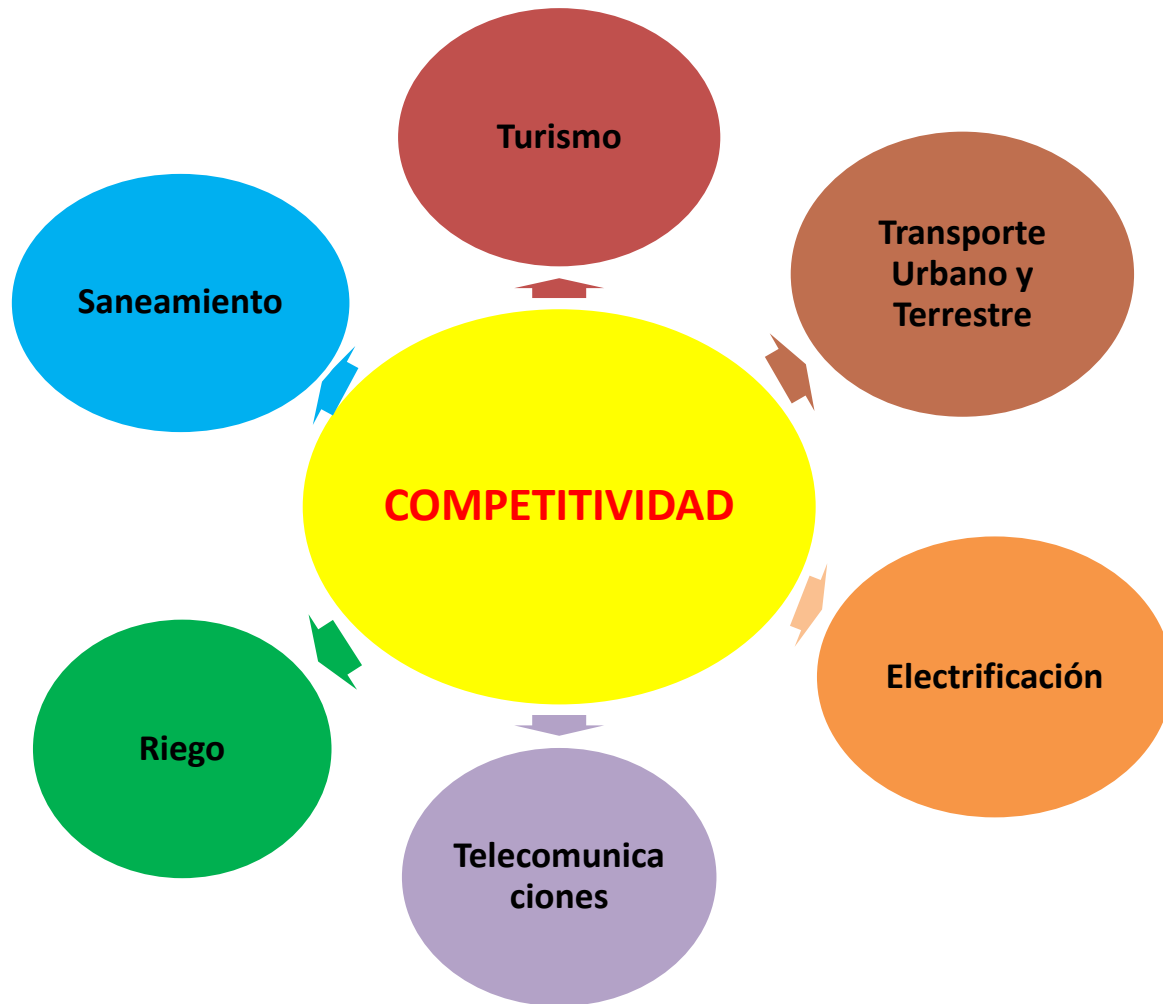 Turismo
Transporte
Urbano y
Terrestre
Saneamiento
COMPETITIVIDAD
Electrificación
Riego
Telecomunica
ciones